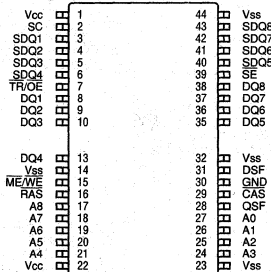 Vcc 1 44 Vss
SC 2 43 SDQ8
SDQ1 3 42 SDQ7
SDQ2 4 41 SDQ6
SDQ3 5 40 SDQ5
SDQ4 6 39 SE
TR/OE 7 38 DQ8
DQ1 8 37 DQ7
DQ2 9 36 DQ6
DQ3 10 35 DQ5
DQ4 13 32 Vss
Vss 14 31 DSF
ME/WE 15 30 GND
RAS 16 29 CAS
A8 17 28 QSF
A7 18 27 A0
A6 19 26 A1
A5 20 25 A2
A4 21 24 A3
Vcc 22 23 Vss